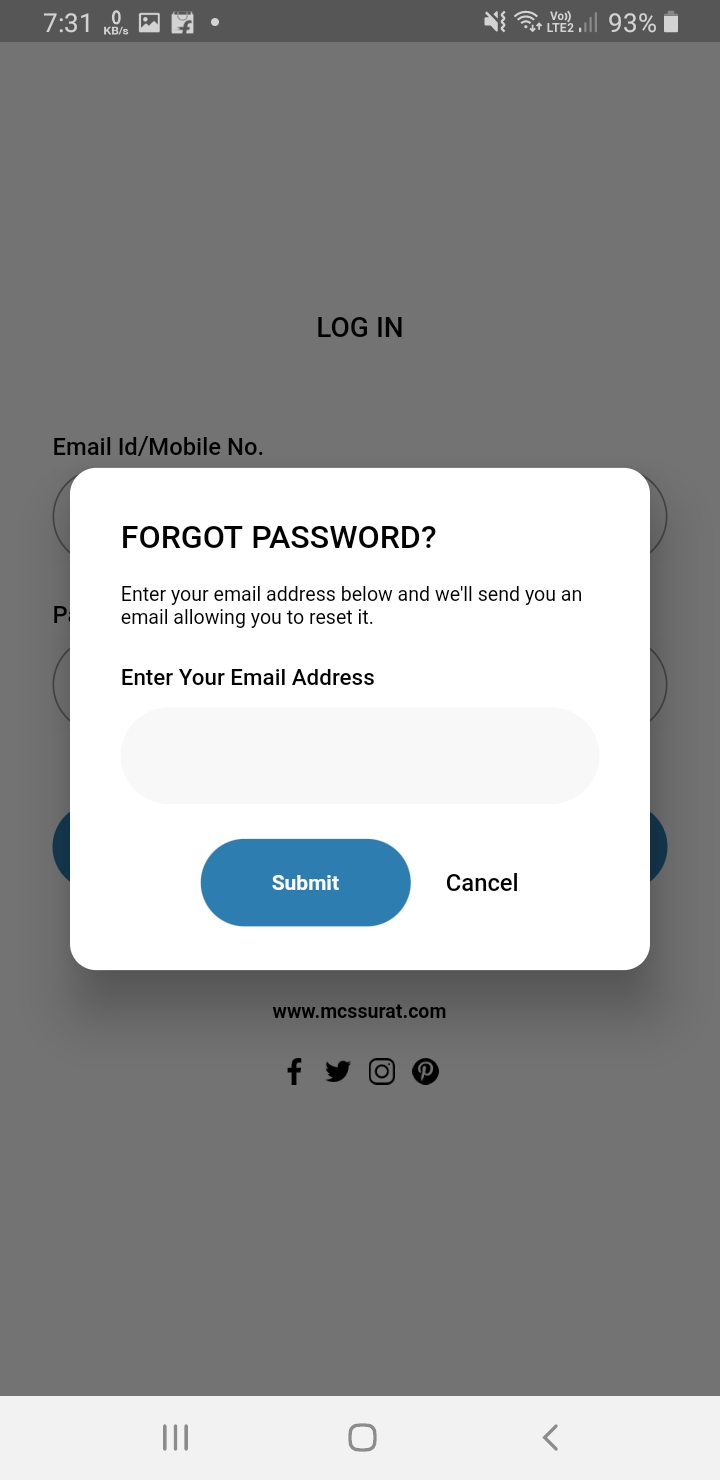 7:31 0 KB/s Vo) LTE2 93%
LOG IN
Email Id/Mobile No.
FORGOT PASSWORD?
Enter your email address below and we'll send you an
email allowing you to reset it.
Enter Your Email Address
Submit Cancel
www.mcssurat.com